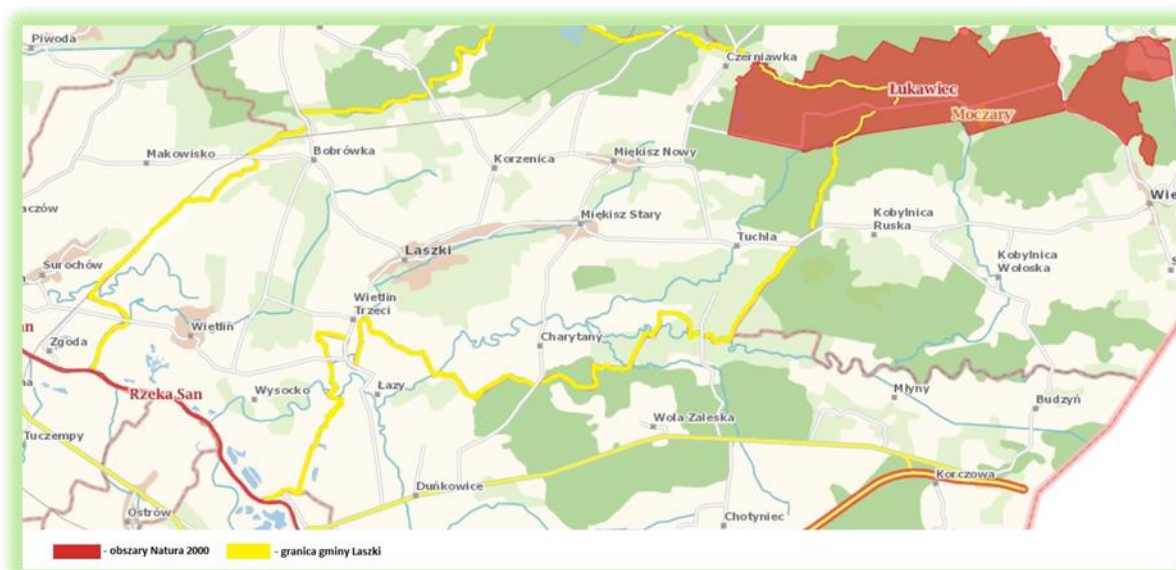 Piwoda
Czerniawka
Łukawiec
Moczary
Makowisko
Bobrówka
Korzenica
Miękisz Nowy
Wie
aczów
Miękisz Stary
Kobylnica
Ruska
Tuchla
Laszki
Kobylnica
Wołoska
Surochów
S
Wietlin
Trzeci
an
Wietlin
Zgoda
Charytany
na
Rzeka San
Wysocko
Łazy
Młyny
Budzyń
Tuczempy
Wola Zaleska
Duńkowice
Korczowa
Ostrów
Chotyniec
- obszary Natura 2000
- granica gminy Laszki